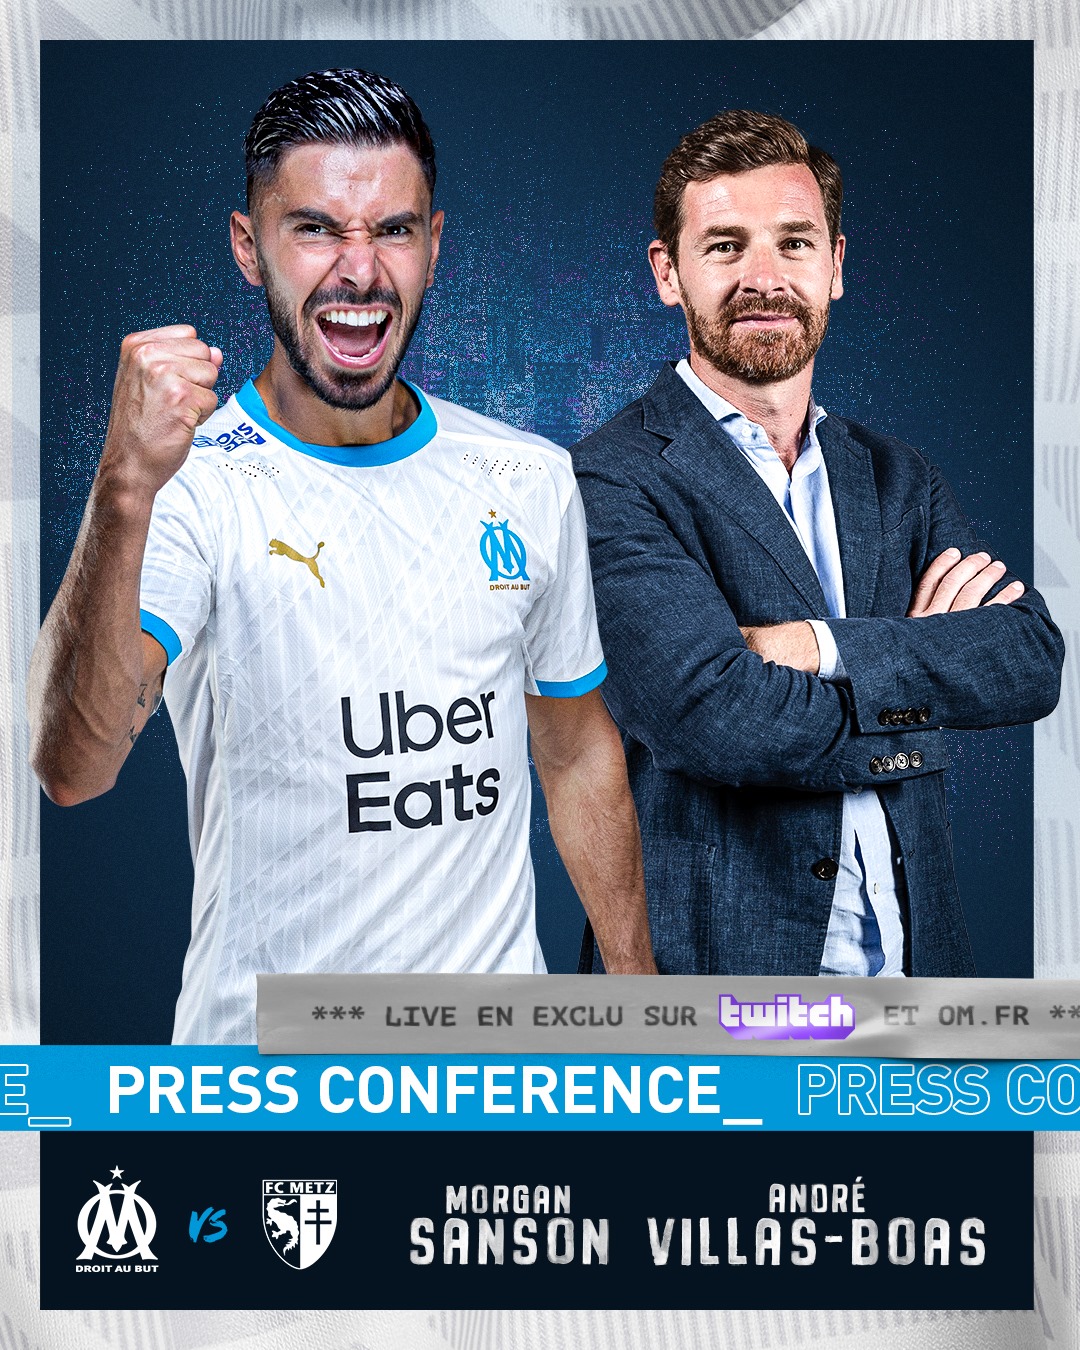 Uber
Eats
DROIT AU BUT
*** LIVE EN EXCLU SUR twitch ET OM.FR **
E_ PRESS CONFERENCE_ PRESS CO
DROIT AU BUT
VS
FC METZ
MORGAN
SANSON
ANDRÉ
VILLAS-BOAS